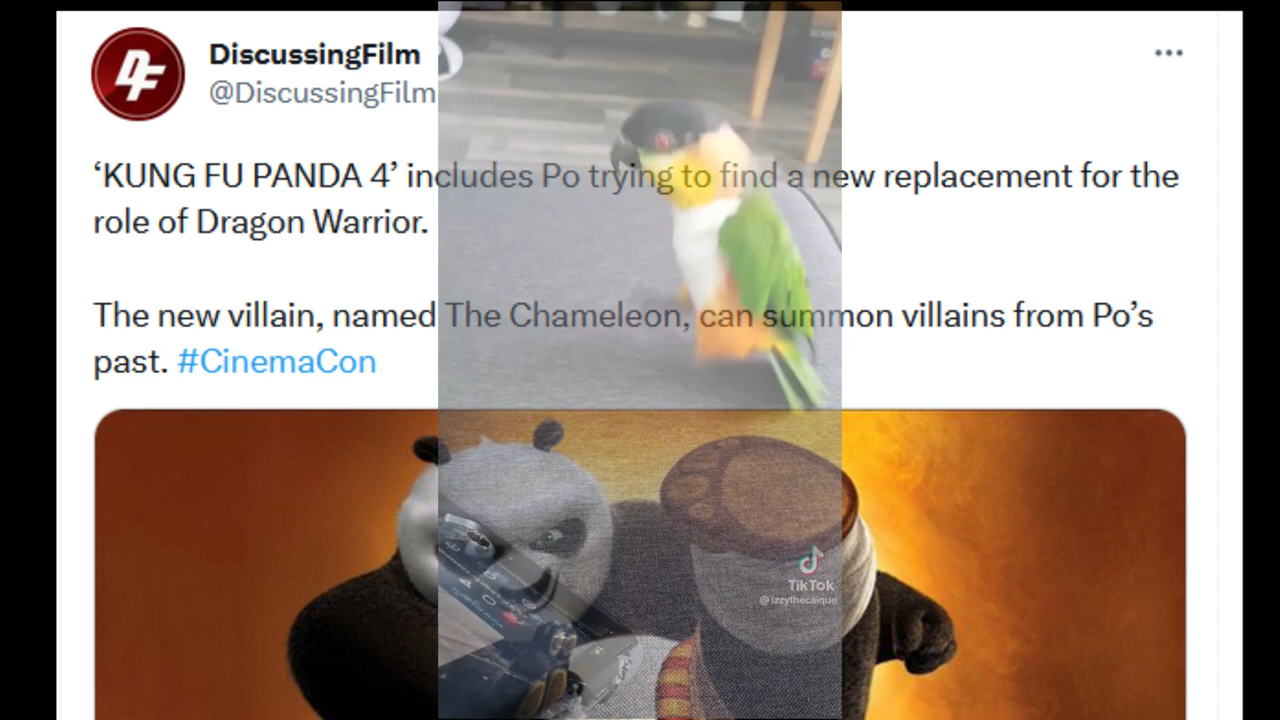 DiscussingFilm
@DiscussingFilm
‘KUNG FU PANDA 4’ includes Po trying to find a new replacement for the
role of Dragon Warrior.
The new villain, named The Chameleon, can summon villains from Po’s
past. #CinemaCon
TikTok
@izzythecaique